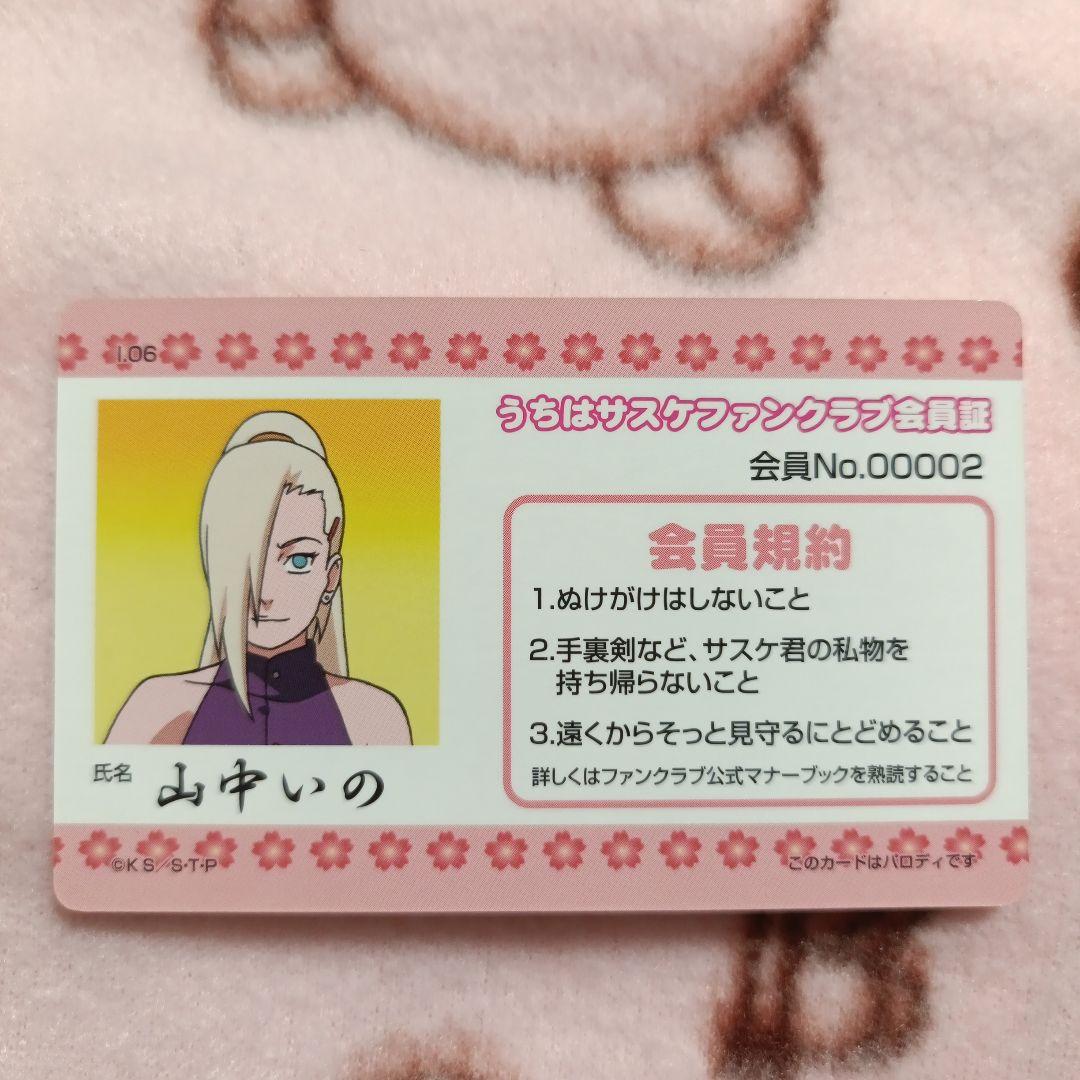 I.06
うちはサスケファンクラブ会員証
会員No.00002
会員規約
1.ぬけがけはしないこと
2.手裏剣など、サスケ君の私物を
持ち帰らないこと
3.遠くからそっと見守るにとどめること
詳しくはファンクラブ公式マナーブックを熟読すること
氏名 山中いの
©K S/S・T・P
このカードはパロディです